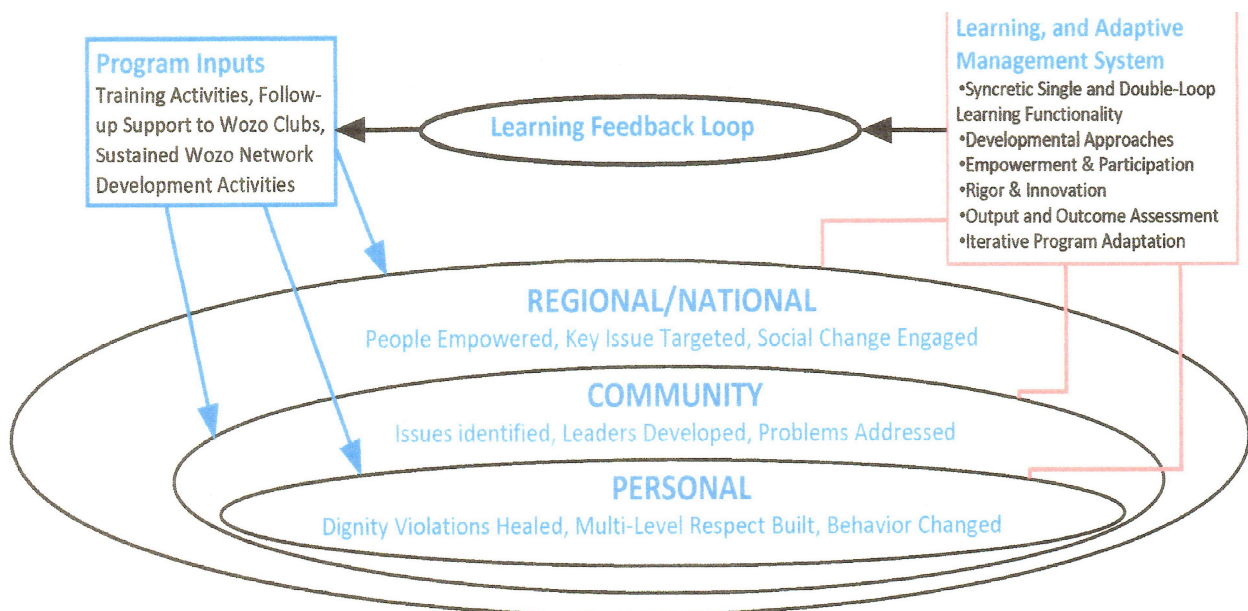 Program Inputs
Training Activities, Follow-
up Support to Wozo Clubs,
Sustained Wozo Network
Development Activities
Learning Feedback Loop
Learning, and Adaptive
Management System
•Syncretic Single and Double-Loop
Learning Functionality
•Developmental Approaches
•Empowerment & Participation
•Rigor & Innovation
•Output and Outcome Assessment
•Iterative Program Adaptation
REGIONAL/NATIONAL
People Empowered, Key Issue Targeted, Social Change Engaged
COMMUNITY
Issues identified, Leaders Developed, Problems Addressed
PERSONAL
Dignity Violations Healed, Multi-Level Respect Built, Behavior Changed